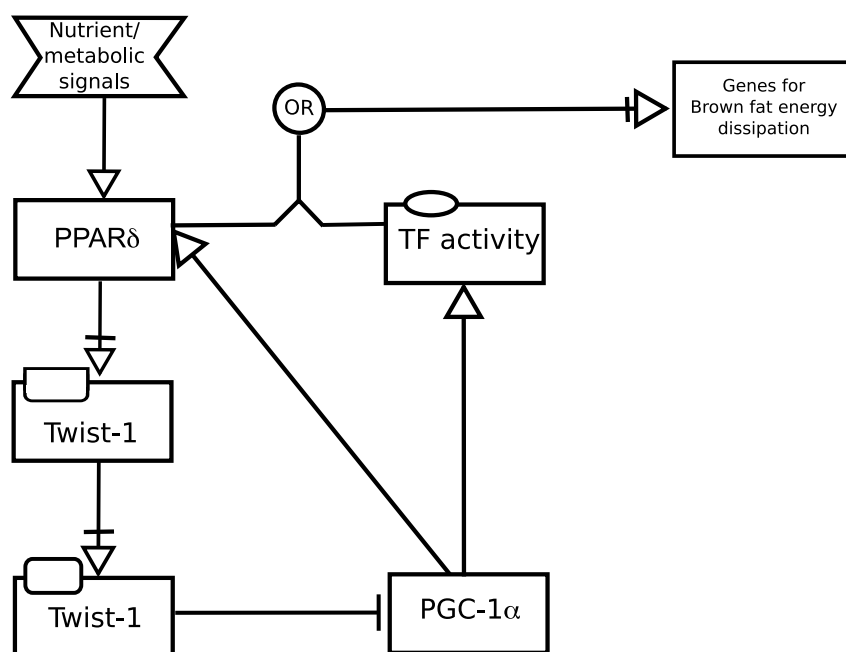 Nutrient/
metabolic
signals
OR
Genes for
Brown fat energy
dissipation
PPARδ
TF activity
Twist-1
Twist-1
PGC-1α